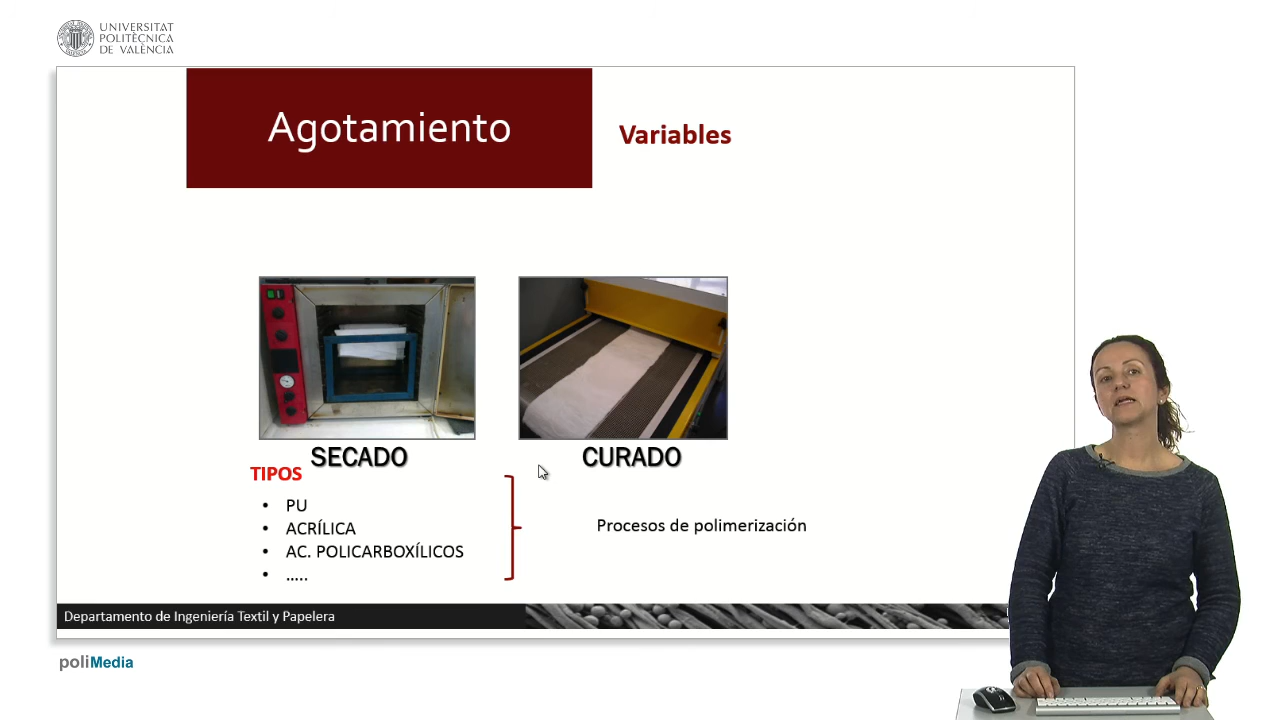 UNIVERSITAT
POLITÈCNICA
DE VALÈNCIA
Agotamiento
Variables
SECADO
CURADO
TIPOS
• PU
• ACRÍLICA
• AC. POLICARBOXÍLICOS
• .....
Procesos de polimerización
Departamento de Ingeniería Textil y Papelera
poliMedia